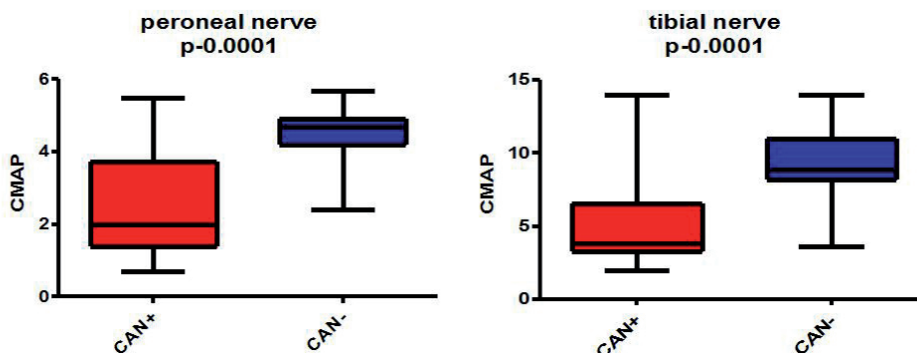 peroneal nerve
p-0.0001
6
4
2
0
CMAP
CAN+
CAN-
tibial nerve
p-0.0001
15
10
5
0
CMAP
CAN+
CAN-